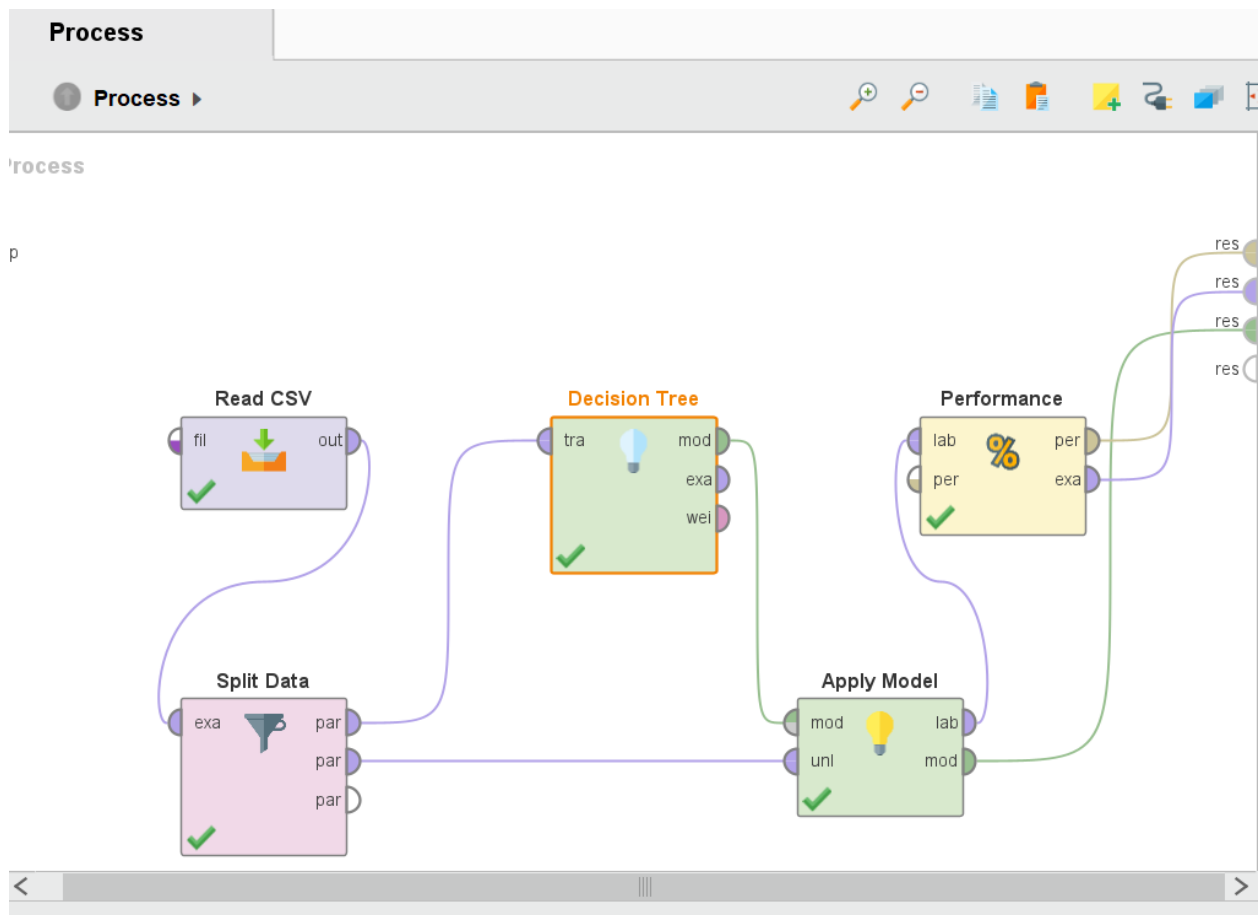 Process
Process
Process
p
res
res
res
res
Read CSV
fil out
Decision Tree
tra mod
exa
wei
Performance
lab % per
per exa
Split Data
exa par
par
par
Apply Model
mod lab
unl mod